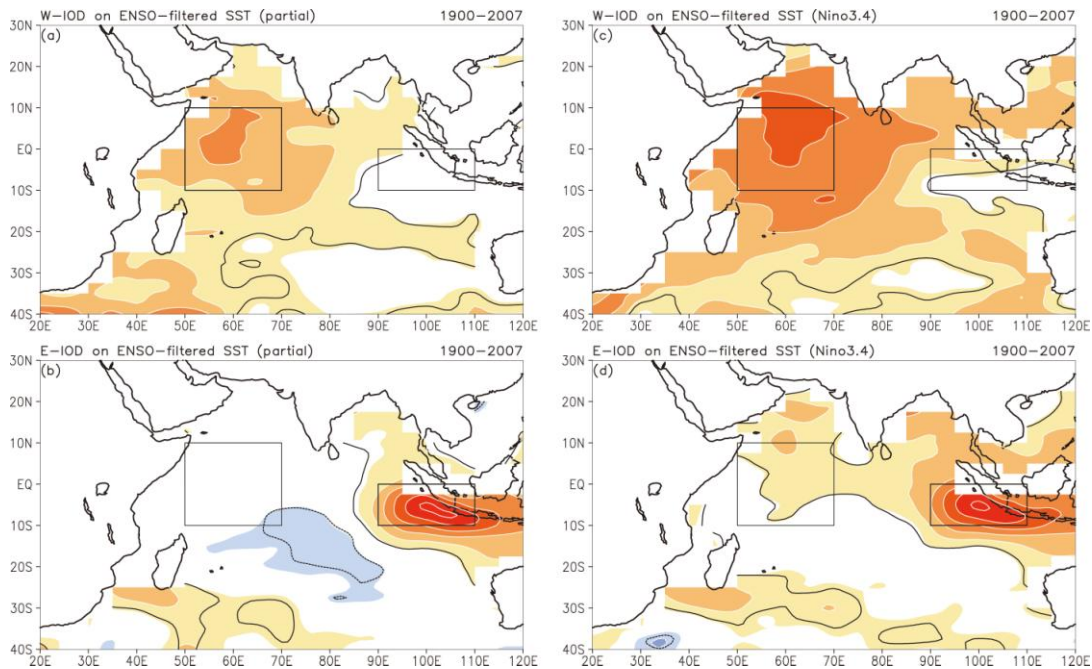 W-IOD on ENSO-filtered SST (partial) 1900-2007
(a)
30N
20N
10N
EQ
10S
20S
30S
40S
20E 30E 40E 50E 60E 70E 80E 90E 100E 110E 120E
W-IOD on ENSO-filtered SST (Nino3.4) 1900-2007
(c)
30N
20N
10N
EQ
10S
20S
30S
40S
20E 30E 40E 50E 60E 70E 80E 90E 100E 110E 120E
E-IOD on ENSO-filtered SST (partial) 1900-2007
(b)
30N
20N
10N
EQ
10S
20S
30S
40S
20E 30E 40E 50E 60E 70E 80E 90E 100E 110E 120E
E-IOD on ENSO-filtered SST (Nino3.4) 1900-2007
(d)
30N
20N
10N
EQ
10S
20S
30S
40S
20E 30E 40E 50E 60E 70E 80E 90E 100E 110E 120E